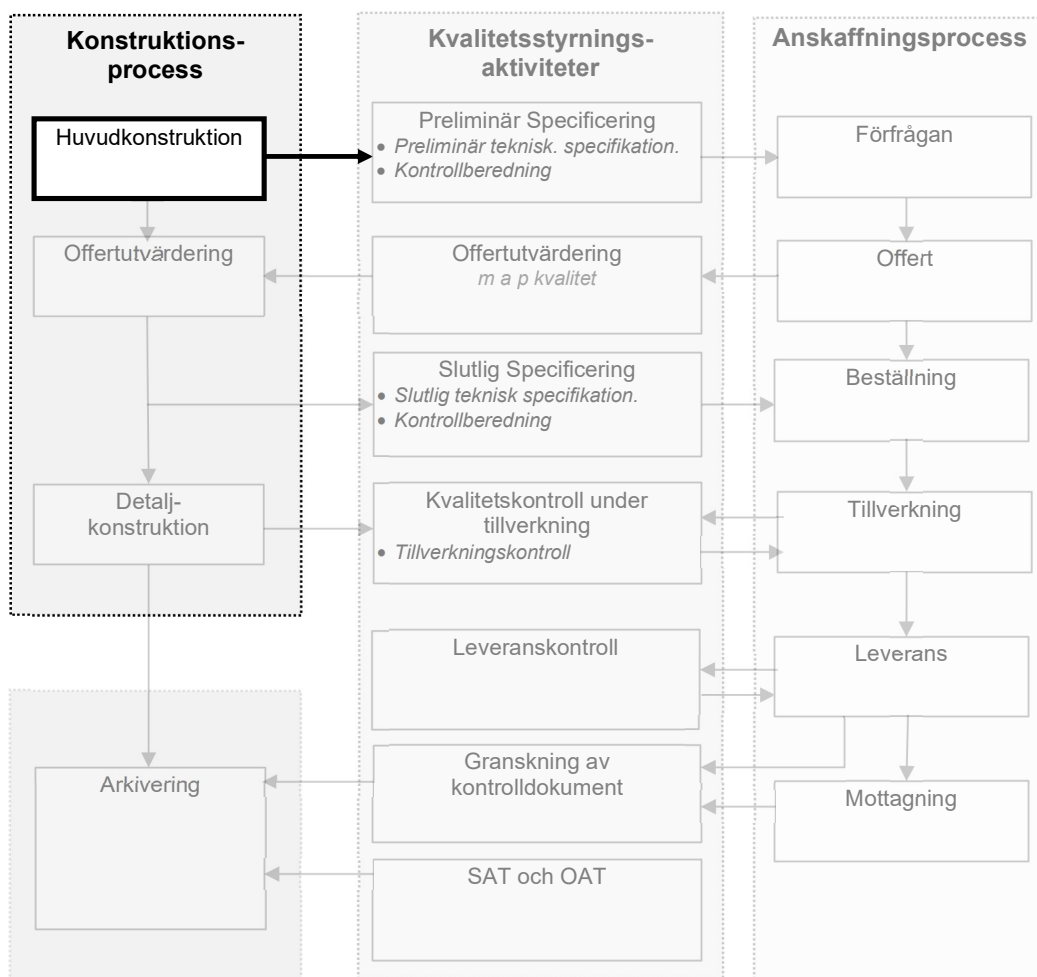 Konstruktions-
process
Huvudkonstruktion
Offertutvärdering
Detalj-
konstruktion
Arkivering
Kvalitetsstyrnings-
aktiviteter
Preliminär Specificering
• Preliminär teknisk. specifikation.
• Kontrollberedning
Offertutvärdering
m a p kvalitet
Slutlig Specificering
• Slutlig teknisk specifikation.
• Kontrollberedning
Kvalitetskontroll under
tillverkning
• Tillverkningskontroll
Leveranskontroll
Granskning av
kontrolldokument
SAT och OAT
Anskaffningsprocess
Förfrågan
Offert
Beställning
Tillverkning
Leverans
Mottagning